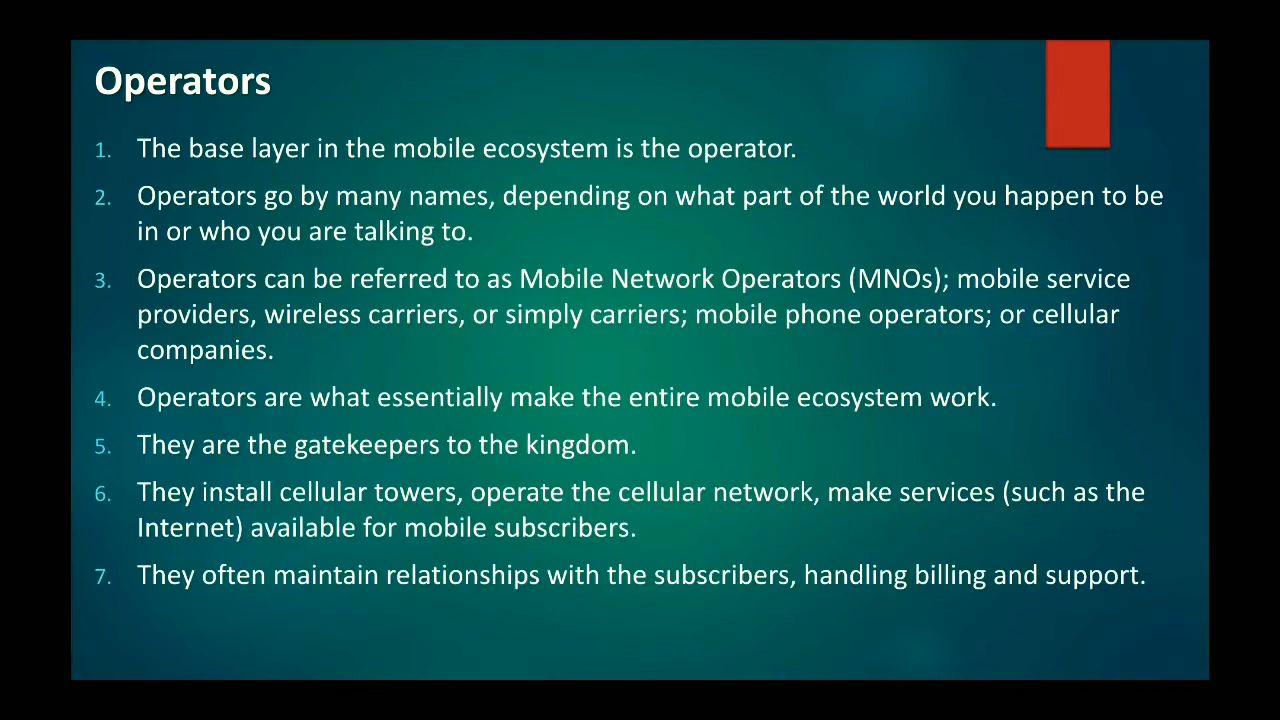 Operators
1. The base layer in the mobile ecosystem is the operator.
2. Operators go by many names, depending on what part of the world you happen to be
in or who you are talking to.
3. Operators can be referred to as Mobile Network Operators (MNOs); mobile service
providers, wireless carriers, or simply carriers; mobile phone operators; or cellular
companies.
4. Operators are what essentially make the entire mobile ecosystem work.
5. They are the gatekeepers to the kingdom.
6. They install cellular towers, operate the cellular network, make services (such as the
Internet) available for mobile subscribers.
7. They often maintain relationships with the subscribers, handling billing and support.